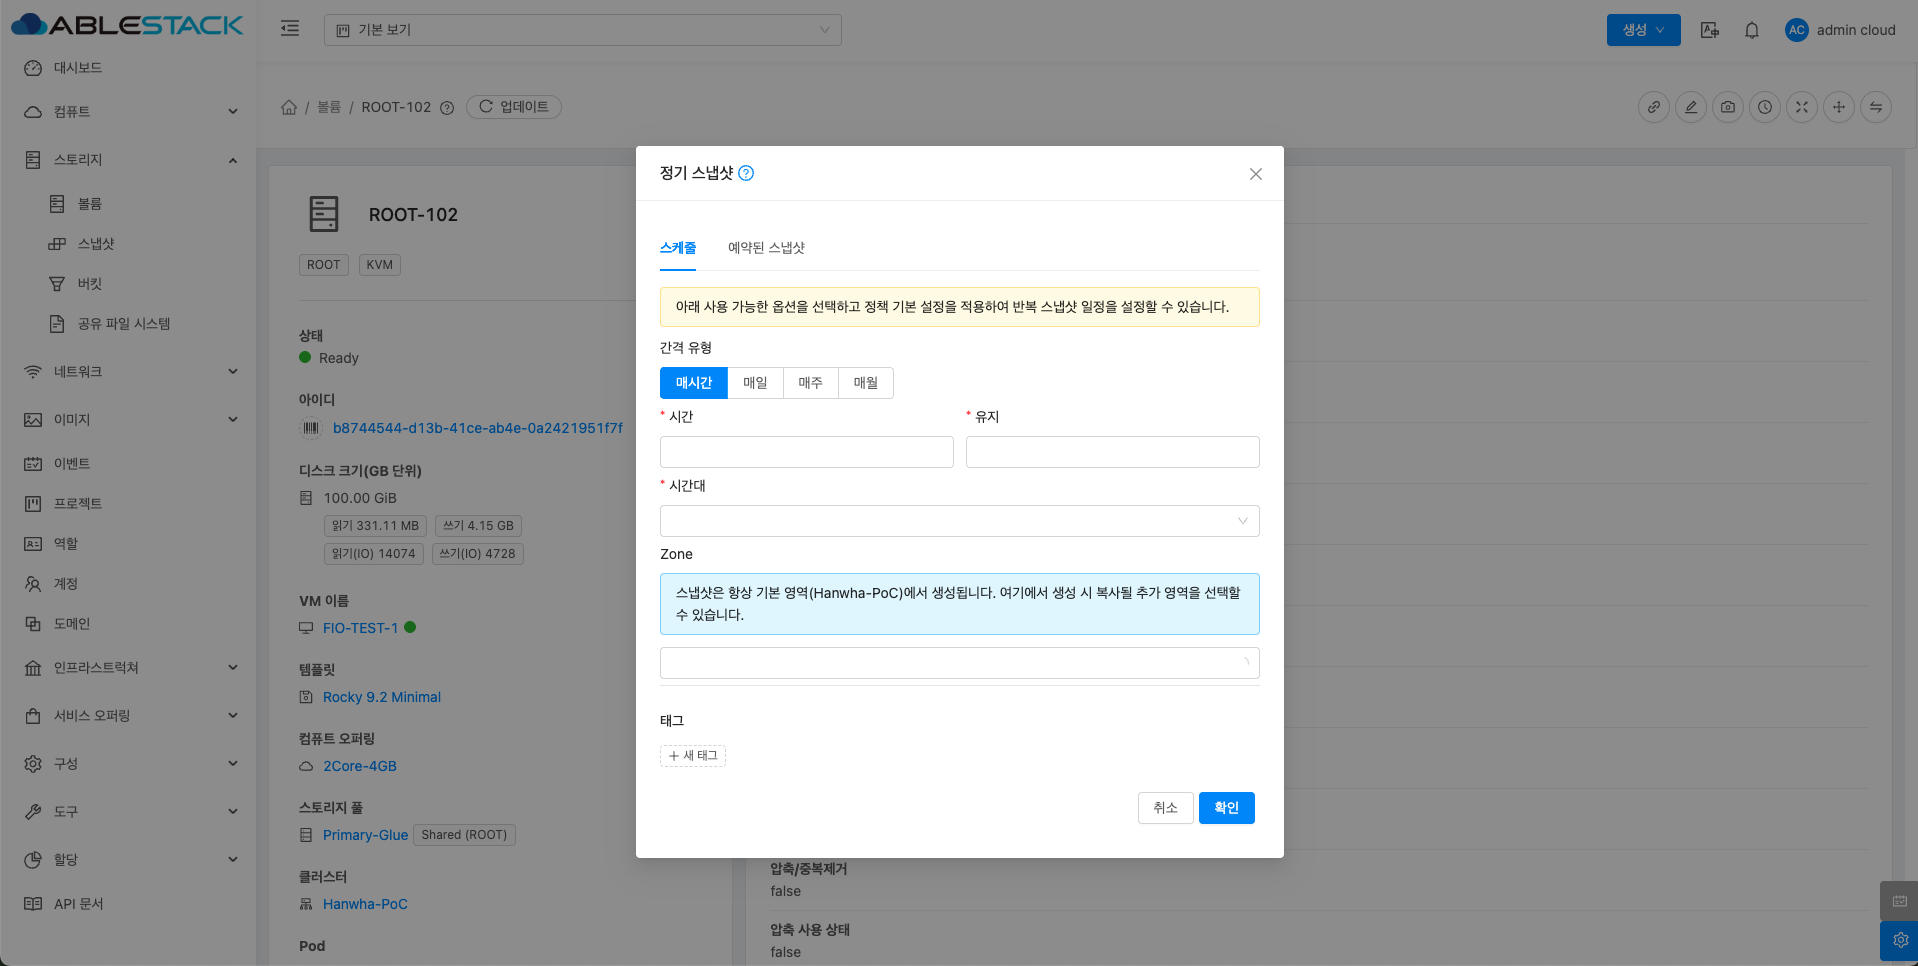 ABLESTACK
기본 보기
생성
AC
admin cloud
대시보드
컴퓨트
스토리지
볼륨
스냅샷
버킷
공유 파일 시스템
네트워크
이미지
이벤트
프로젝트
역할
계정
도메인
인프라스트럭쳐
서비스 오퍼링
구성
도구
할당
API 문서
/ 볼륨 / ROOT-102
업데이트
ROOT-102
ROOT
KVM
상태
Ready
아이디
b8744544-d13b-41ce-ab4e-0a2421951f7f
디스크 크기(GB 단위)
100.00 GiB
읽기 331.11 MB
쓰기 4.15 GB
읽기(IO) 14074
쓰기(IO) 4728
VM 이름
FIO-TEST-1
템플릿
Rocky 9.2 Minimal
컴퓨트 오퍼링
2Core-4GB
스토리지 풀
Primary-Glue
Shared (ROOT)
클러스터
Hanwha-PoC
Pod
정기 스냅샷
스케줄
예약된 스냅샷
아래 사용 가능한 옵션을 선택하고 정책 기본 설정을 적용하여 반복 스냅샷 일정을 설정할 수 있습니다.
간격 유형
매시간
매일
매주
매월
* 시간
* 유지
* 시간대
Zone
스냅샷은 항상 기본 영역(Hanwha-PoC)에서 생성됩니다. 여기에서 생성 시 복사될 추가 영역을 선택할
수 있습니다.
태그
+ 새 태그
취소
확인
압축/중복제거
false
압축 사용 상태
false